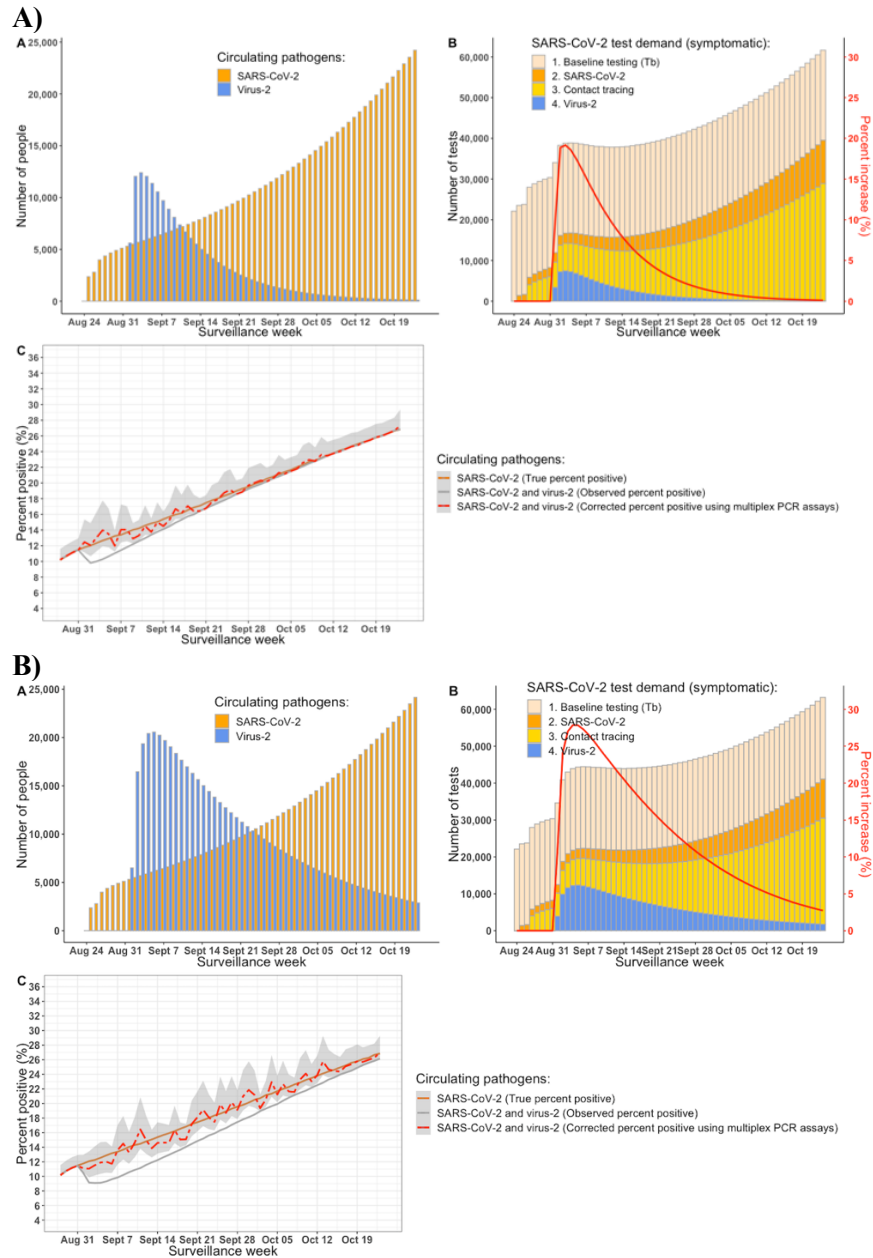 A)
A
25,000
20,000
15,000
10,000
5,000
0
Number of people
Circulating pathogens:
SARS-CoV-2
Virus-2
Aug 24 Aug 31 Sept 7 Sept 14 Sept 21 Sept 28 Oct 05 Oct 12 Oct 19
Surveillance week
B
SARS-CoV-2 test demand (symptomatic):
1. Baseline testing (Tb)
2. SARS-CoV-2
3. Contact tracing
4. Virus-2
60,000
50,000
40,000
30,000
20,000
10,000
0
Number of tests
30
25
20
15
10
5
0
Percent increase (%)
Aug 24 Aug 31 Sept 7 Sept 14 Sept 21 Sept 28 Oct 05 Oct 12 Oct 19
Surveillance week
C
36
34
32
30
28
26
24
22
20
18
16
14
12
10
8
6
4
Percent positive (%)
Aug 31 Sept 7 Sept 14 Sept 21 Sept 28 Oct 05 Oct 12 Oct 19
Surveillance week
Circulating pathogens:
SARS-CoV-2 (True percent positive)
SARS-CoV-2 and virus-2 (Observed percent positive)
SARS-CoV-2 and virus-2 (Corrected percent positive using multiplex PCR assays)
B)
A
25,000
20,000
15,000
10,000
5,000
0
Number of people
Circulating pathogens:
SARS-CoV-2
Virus-2
Aug 24 Aug 31 Sept 7 Sept 14 Sept 21 Sept 28 Oct 05 Oct 12 Oct 19
Surveillance week
B
SARS-CoV-2 test demand (symptomatic):
1. Baseline testing (Tb)
2. SARS-CoV-2
3. Contact tracing
4. Virus-2
60,000
50,000
40,000
30,000
20,000
10,000
0
Number of tests
30
25
20
15
10
5
0
Percent increase (%)
Aug 24 Aug 31 Sept 7 Sept 14 Sept 21 Sept 28 Oct 05 Oct 12 Oct 19
Surveillance week
C
36
34
32
30
28
26
24
22
20
18
16
14
12
10
8
6
4
Percent positive (%)
Aug 31 Sept 7 Sept 14 Sept 21 Sept 28 Oct 05 Oct 12 Oct 19
Surveillance week
Circulating pathogens:
SARS-CoV-2 (True percent positive)
SARS-CoV-2 and virus-2 (Observed percent positive)
SARS-CoV-2 and virus-2 (Corrected percent positive using multiplex PCR assays)